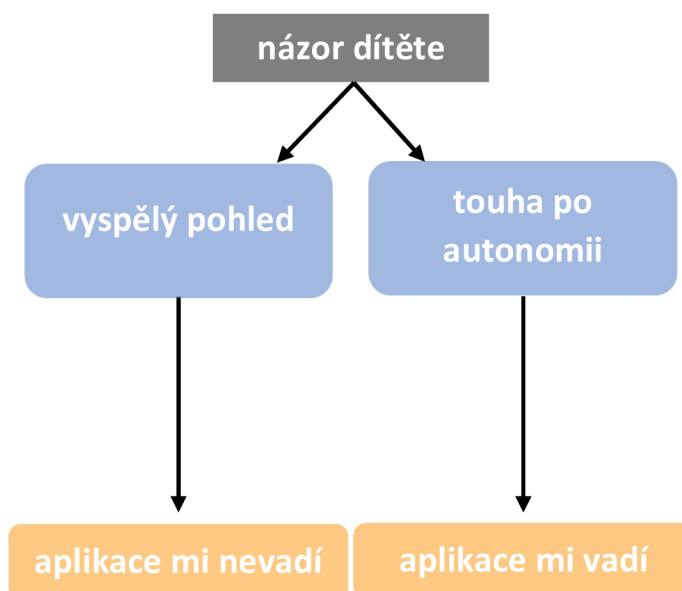 názor dítěte
vyspělý pohled
touha po
autonomii
aplikace mi nevadí
aplikace mi vadí